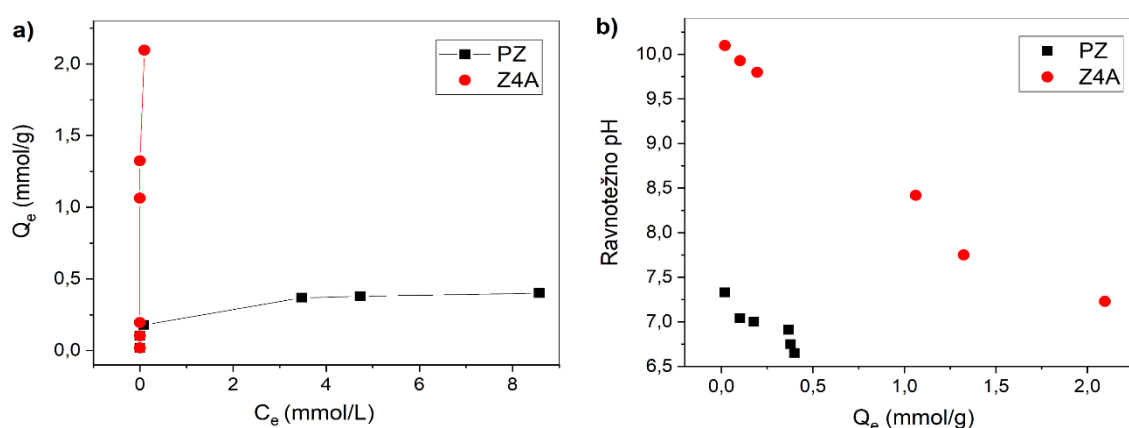 a)
PZ
Z4A
2,0
1,5
1,0
0,5
0,0
Qe (mmol/g)
0
2
4
6
8
Ce (mmol/L)
b)
PZ
Z4A
10,0
9,5
9,0
8,5
8,0
7,5
7,0
6,5
Ravnotežno pH
0,0
0,5
1,0
1,5
2,0
Qe (mmol/g)